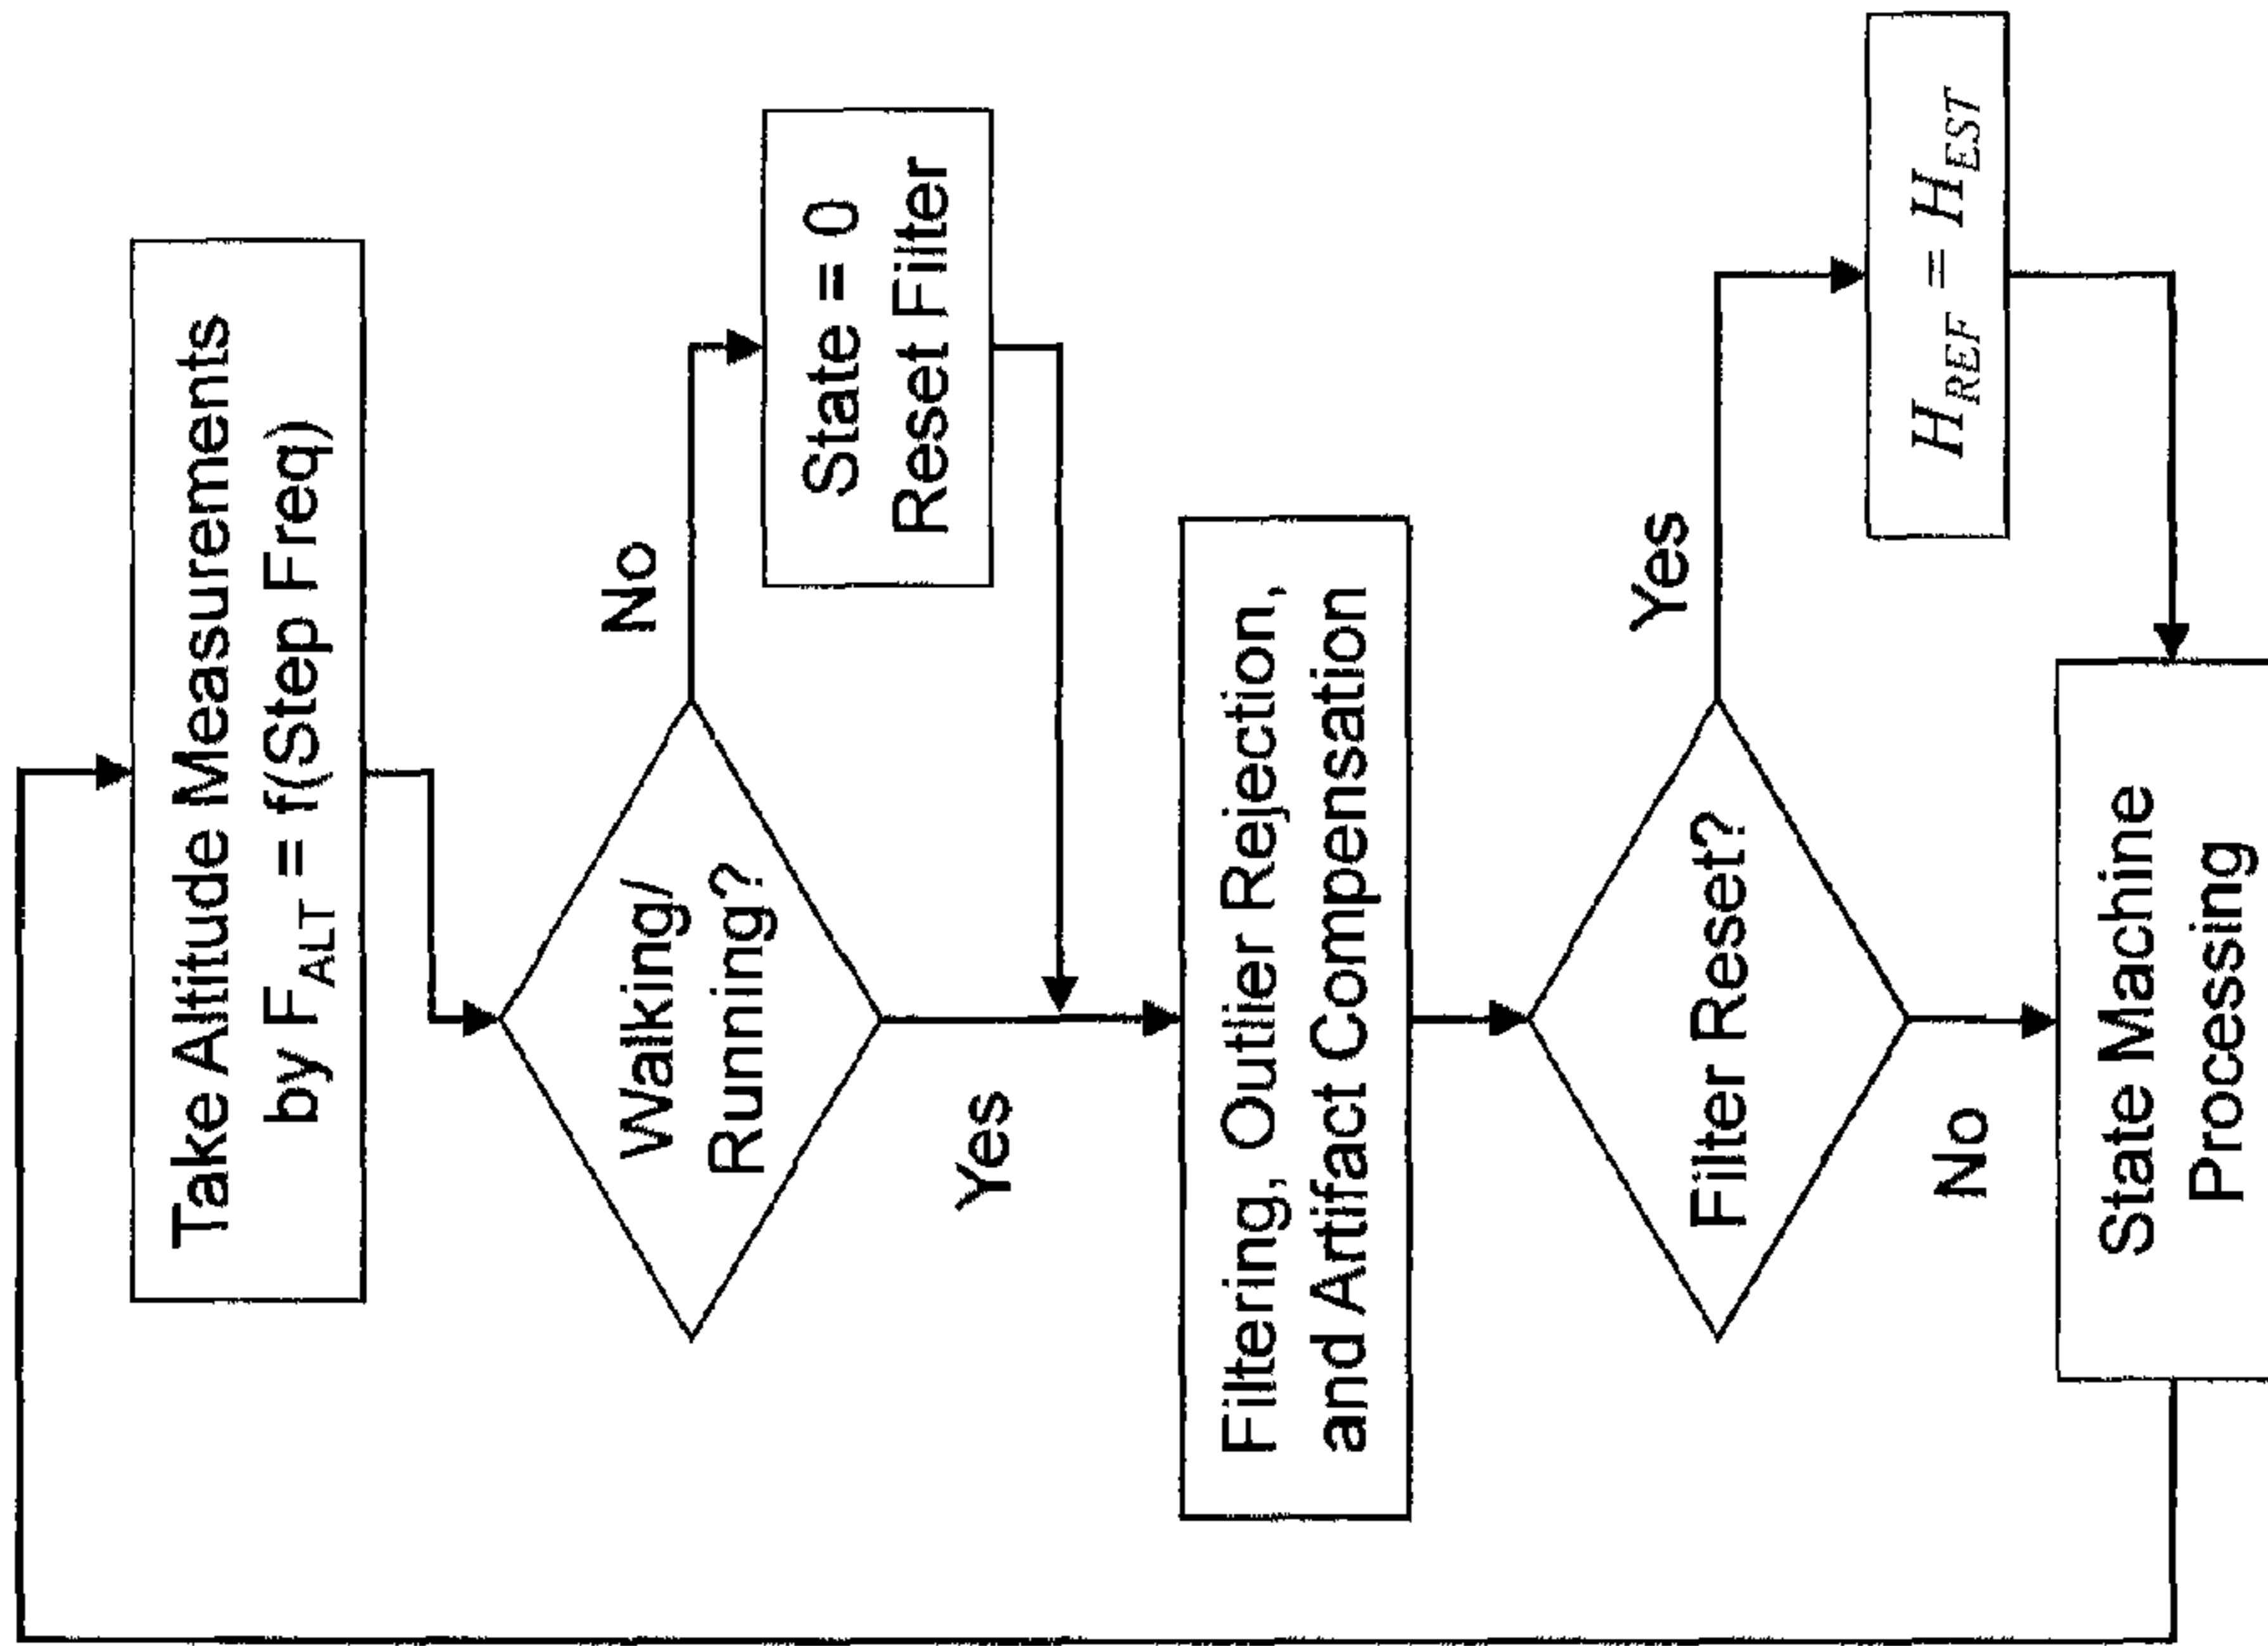 Take Altitude Measurements
by F_ALT = f(Step Freq)
Walking/
Running?
No
State = 0
Reset Filter
Yes
Filtering, Outlier Rejection,
and Artifact Compensation
Filter Reset?
Yes
H_REF = H_EST
No
State Machine
Processing